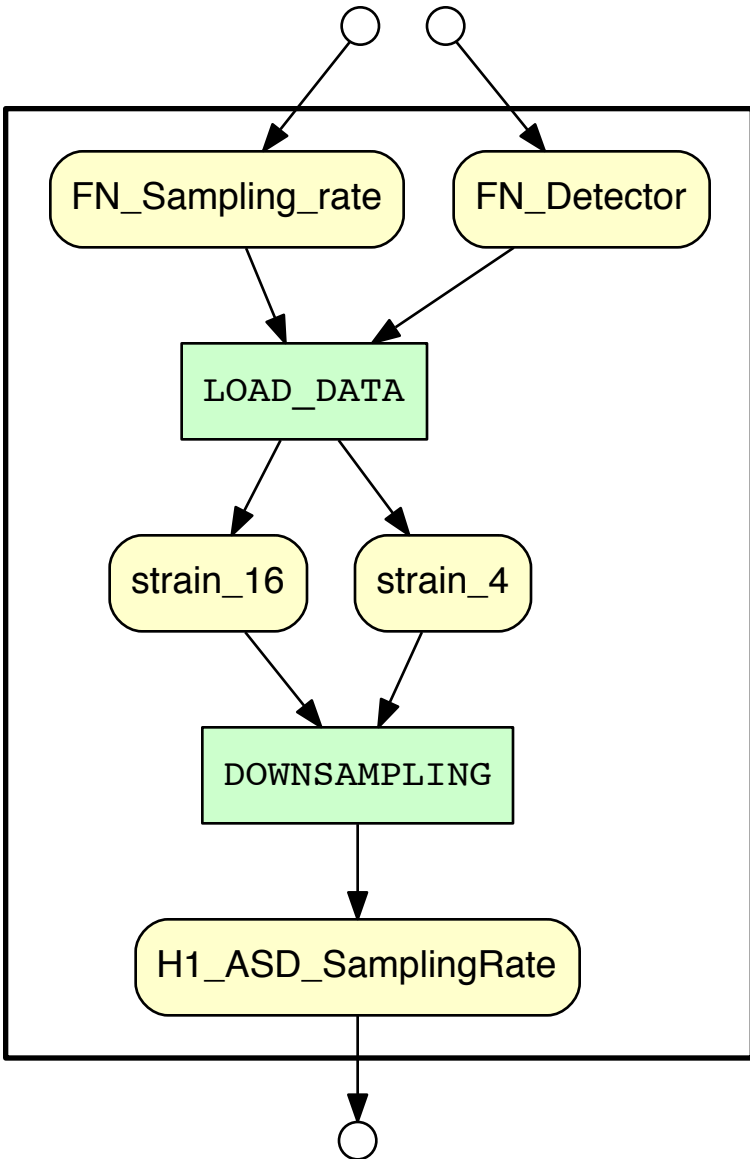 FN_Sampling_rate
FN_Detector
LOAD_DATA
strain_16
strain_4
DOWNSAMPLING
H1_ASD_SamplingRate